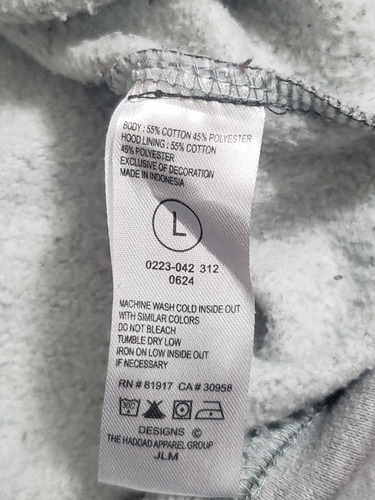 BODY : 55% COTTON 45% POLYESTER
HOOD LINING : 55% COTTON
45% POLYESTER
EXCLUSIVE OF DECORATION
MADE IN INDONESIA
L
0223-042 312
0624
MACHINE WASH COLD INSIDE OUT
WITH SIMILAR COLORS
DO NOT BLEACH
TUMBLE DRY LOW
IRON ON LOW INSIDE OUT
IF NECESSARY
RN # 81917 CA # 30958
DESIGNS ©
THE HADDAD APPAREL GROUP
JLM